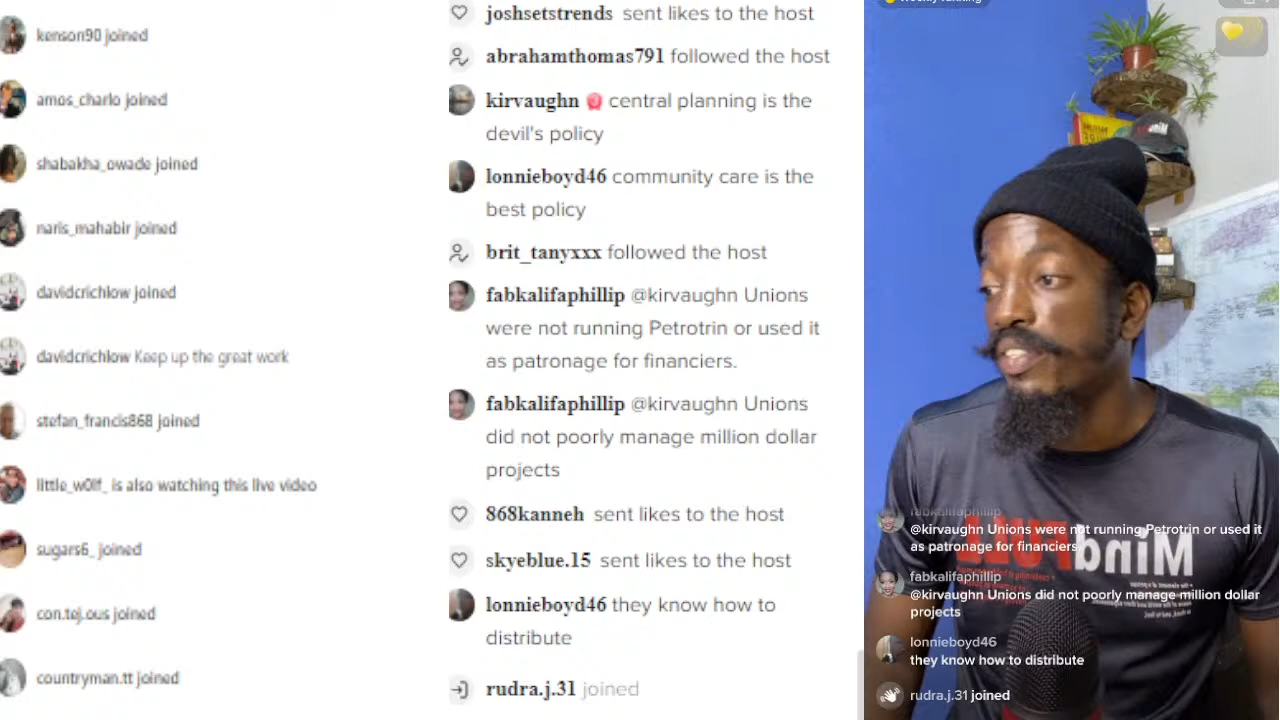 kenson90 joined
amos_charlo joined
shabakha_owade joined
naris_mahabir joined
davidcrichlow joined
davidcrichlow Keep up the great work
stefan_francis868 joined
little_w0lf_ is also watching this live video
sugars6_ joined
con.tej.ous joined
countryman.tt joined
joshsetstrends sent likes to the host
abrahamthomas791 followed the host
kirvaughn central planning is the
devil's policy
lonnieboyd46 community care is the
best policy
brit_tanyxxx followed the host
fabkalifaphillip @kirvaughn Unions
were not running Petrotrin or used it
as patronage for financiers.
fabkalifaphillip @kirvaughn Unions
did not poorly manage million dollar
projects
868kanneh sent likes to the host
skyeblue.15 sent likes to the host
lonnieboyd46 they know how to
distribute
rudra.j.31 joined
Weekly ranking
fabkalifaphillip
@kirvaughn Unions were not running Petrotrin or used it
as patronage for financiers.
fabkalifaphillip
@kirvaughn Unions did not poorly manage million dollar
projects
lonnieboyd46
they know how to distribute
rudra.j.31 joined
Mind
FULL